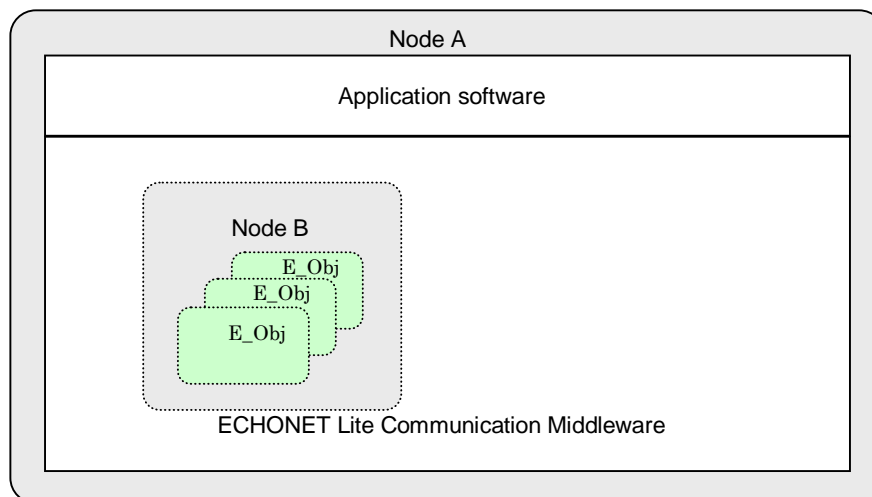 Node A
Application software
Node B
E_Obj
E_Obj
E_Obj
ECHONET Lite Communication Middleware